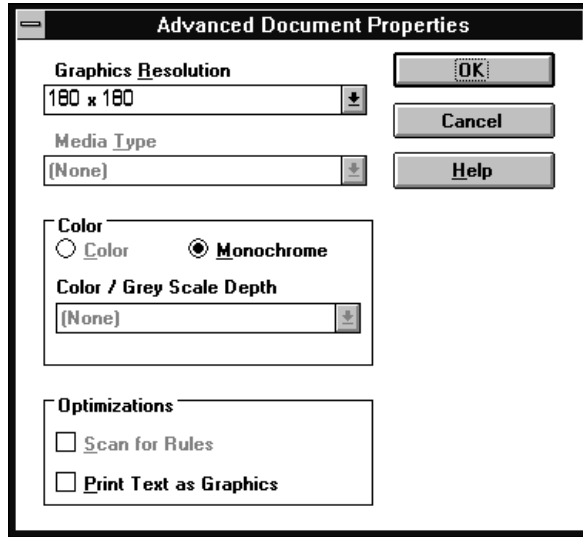 Advanced Document Properties
Graphics Resolution
180 x 180
Media Type
(None)
OK
Cancel
Help
Color
Color
Monochrome
Color / Grey Scale Depth
(None)
Optimizations
Scan for Rules
Print Text as Graphics